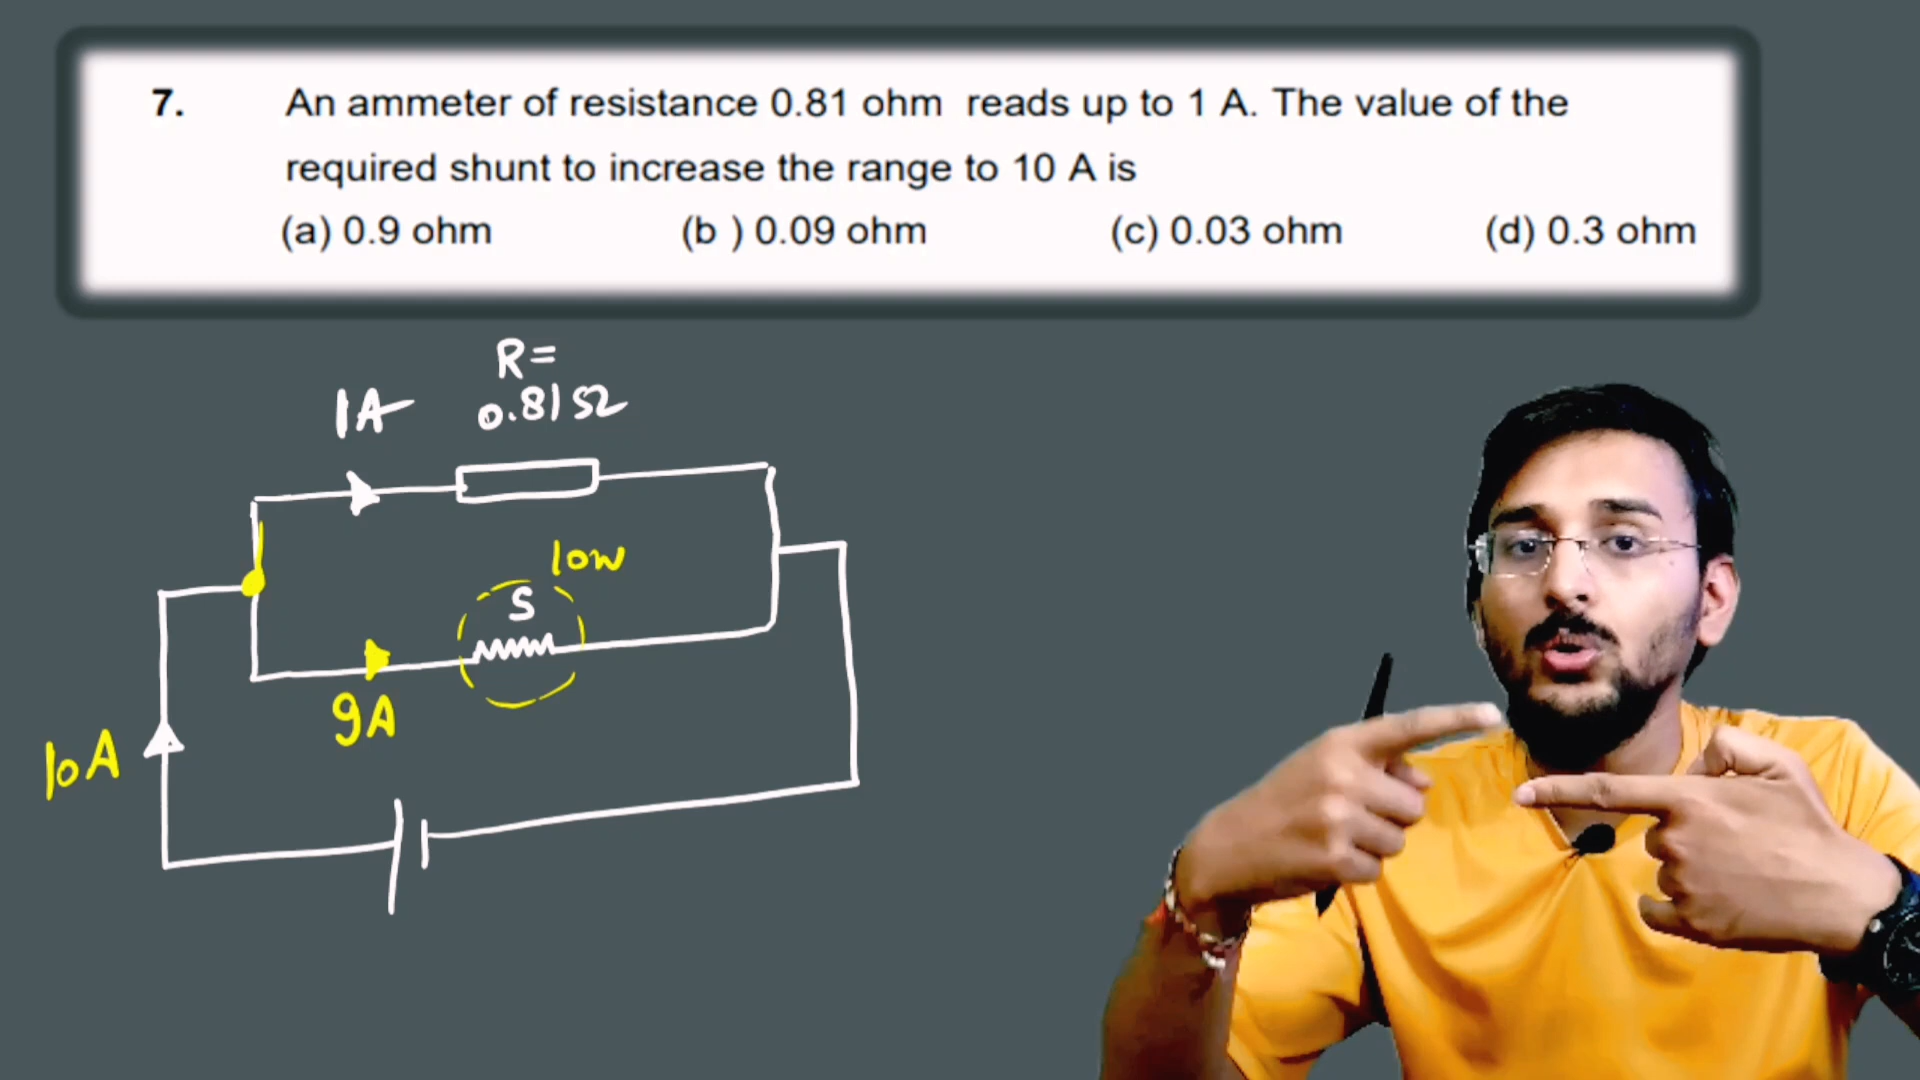 7. An ammeter of resistance 0.81 ohm reads up to 1 A. The value of the
required shunt to increase the range to 10 A is
(a) 0.9 ohm (b ) 0.09 ohm (c) 0.03 ohm (d) 0.3 ohm
R=
1A 0.81Ω
low
S
9A
10A